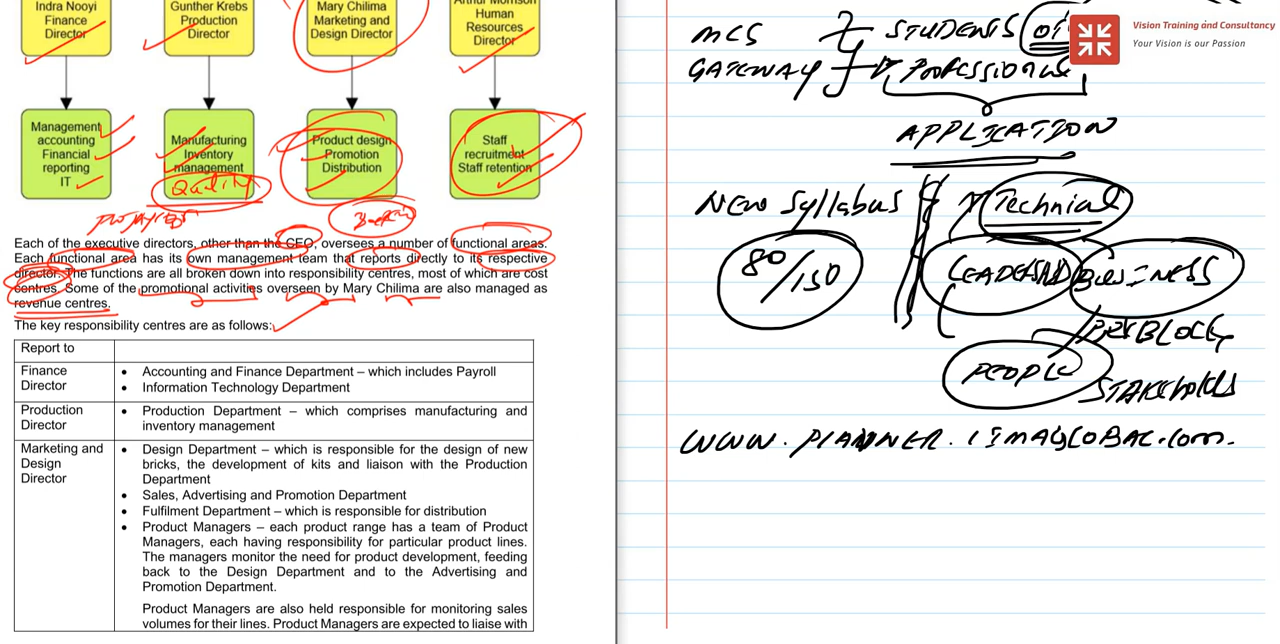 Indra Nooyi
Finance
Director
Gunther Krebs
Production
Director
Mary Chilima
Marketing and
Design Director
Arthur Morrison
Human
Resources
Director
Management
accounting
Financial
reporting
IT
Manufacturing
Inventory
management
Quality
Product design
Promotion
Distribution
Staff
recruitment
Staff retention
Each of the executive directors, other than the CEO, oversees a number of functional areas.
Each functional area has its own management team that reports directly to its respective
director. The functions are all broken down into responsibility centres, most of which are cost
centres. Some of the promotional activities overseen by Mary Chilima are also managed as
revenue centres.
The key responsibility centres are as follows:
Report to
Finance
Director
• Accounting and Finance Department – which includes Payroll
• Information Technology Department
Production
Director
• Production Department – which comprises manufacturing and
inventory management
Marketing and
Design
Director
• Design Department – which is responsible for the design of new
bricks, the development of kits and liaison with the Production
Department
• Sales, Advertising and Promotion Department
• Fulfilment Department – which is responsible for distribution
• Product Managers – each product range has a team of Product
Managers, each having responsibility for particular product lines.
The managers monitor the need for product development, feeding
back to the Design Department and to the Advertising and
Promotion Department.
Product Managers are also held responsible for monitoring sales
volumes for their lines. Product Managers are expected to liaise with
Vision Training and Consultancy
Your Vision is our Passion
MCS STUDENTS
GATEWAY PROFESSIONALS
APPLICATION
New Syllabus Technical
80/150 LEADERSHIP BUSINESS
PEOPLE
STAKEHOLDERS
WWW.PLANNER.CIMAGLOBAL.COM.